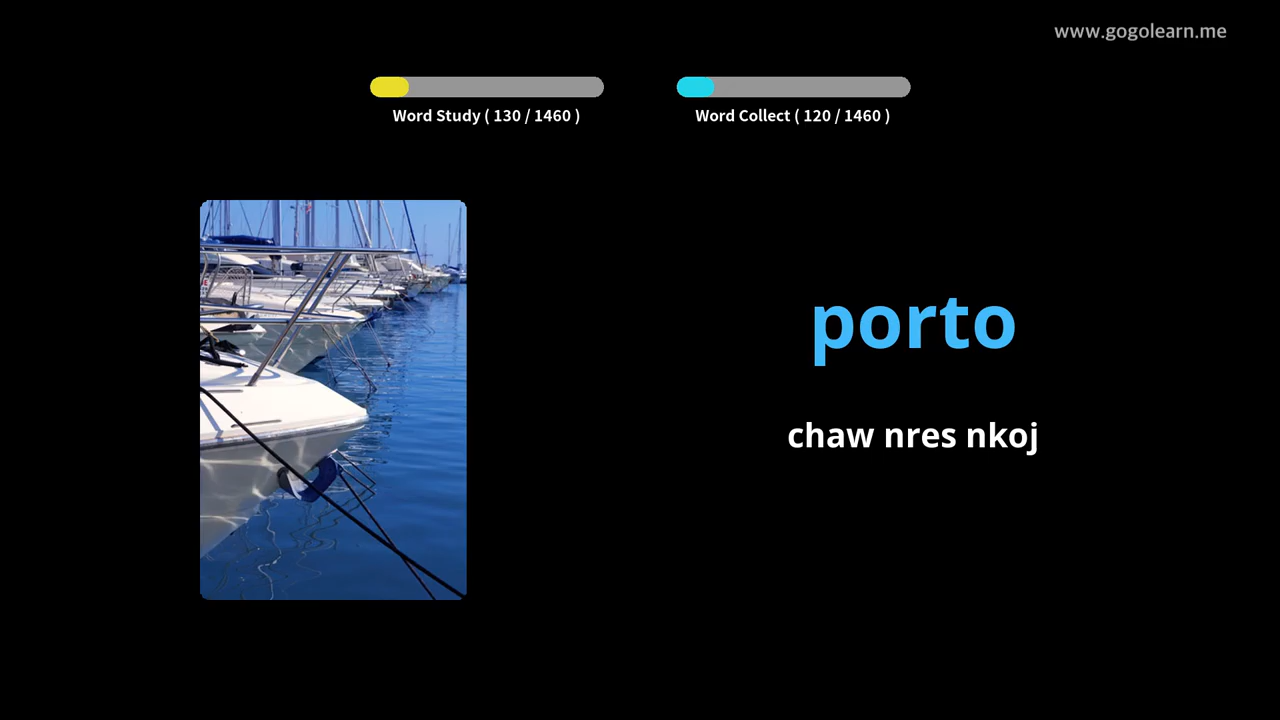 www.gogolearn.me
Word Study ( 130 / 1460 )
Word Collect ( 120 / 1460 )
porto
chaw nres nkoj